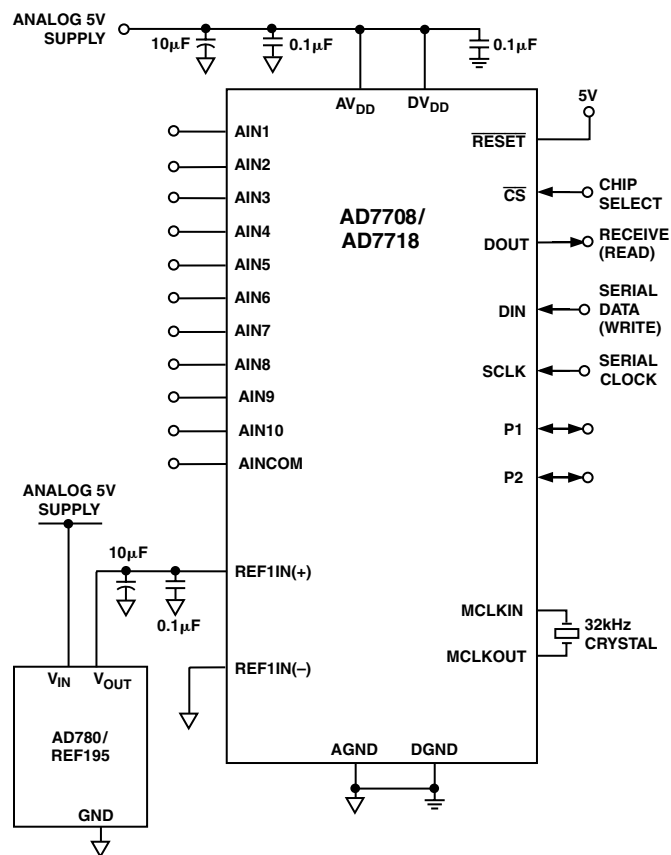 ANALOG 5V
SUPPLY
10μF
0.1μF
0.1μF
AVDD
DVDD
5V
RESET
AIN1
AIN2
AIN3
AIN4
AIN5
AIN6
AIN7
AIN8
AIN9
AIN10
AINCOM
AD7708/
AD7718
CS
CHIP
SELECT
DOUT
RECEIVE
(READ)
DIN
SERIAL
DATA
(WRITE)
SCLK
SERIAL
CLOCK
P1
P2
ANALOG 5V
SUPPLY
10μF
0.1μF
REF1IN(+)
REF1IN(–)
MCLKIN
MCLKOUT
32kHz
CRYSTAL
VIN
VOUT
AD780/
REF195
GND
AGND
DGND